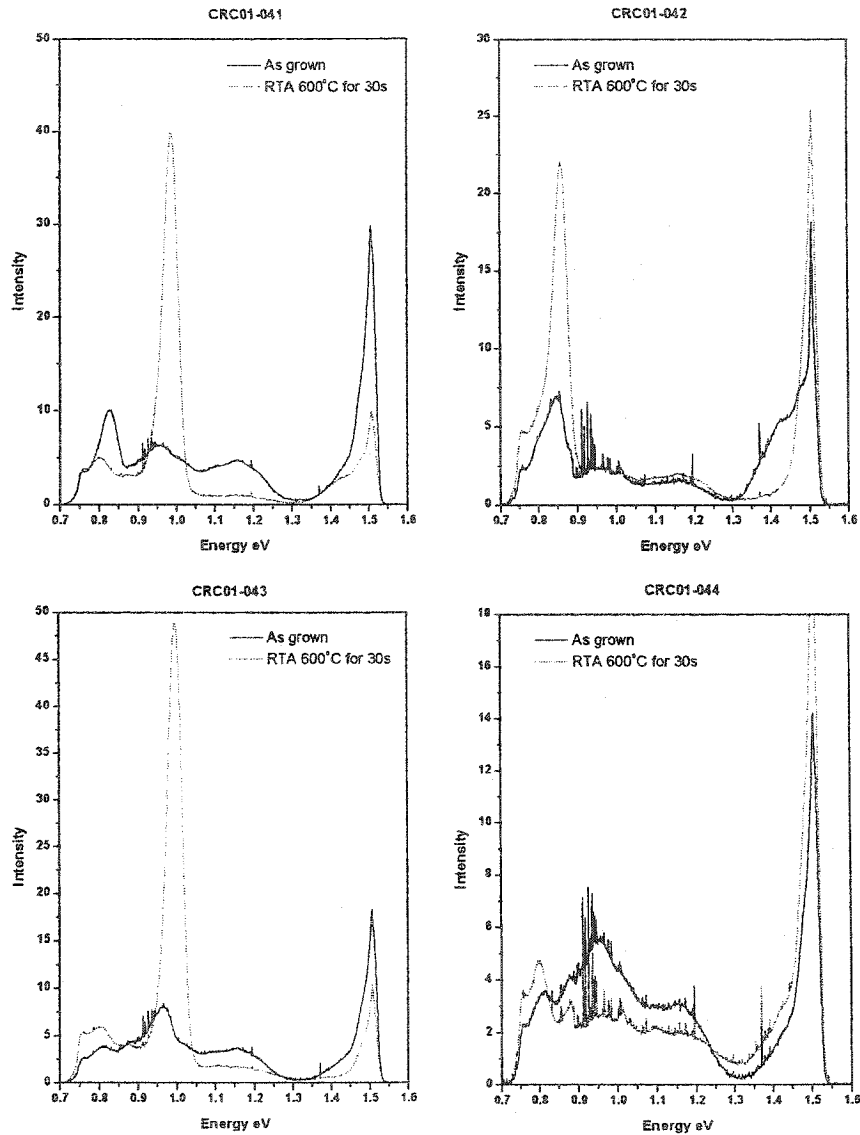 CRC01-041
50
40
30
20
10
0
Intensity
As grown
RTA 600°C for 30s
0.7 0.8 0.9 1.0 1.1 1.2 1.3 1.4 1.5 1.6
Energy eV
CRC01-042
30
25
20
15
10
5
0
Intensity
As grown
RTA 600°C for 30s
0.7 0.8 0.9 1.0 1.1 1.2 1.3 1.4 1.5 1.6
Energy eV
CRC01-043
50
45
40
35
30
25
20
15
10
5
0
Intensity
As grown
RTA 600°C for 30s
0.7 0.8 0.9 1.0 1.1 1.2 1.3 1.4 1.5 1.6
Energy eV
CRC01-044
18
16
14
12
10
8
6
4
2
0
Intensity
As grown
RTA 600°C for 30s
0.7 0.8 0.9 1.0 1.1 1.2 1.3 1.4 1.5 1.6
Energy eV